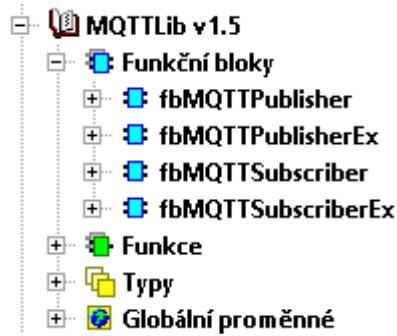 MQTTLib v1.5
Funkční bloky
fbMQTTPublisher
fbMQTTPublisherEx
fbMQTTSubscriber
fbMQTTSubscriberEx
Funkce
Typy
Globální proměnné